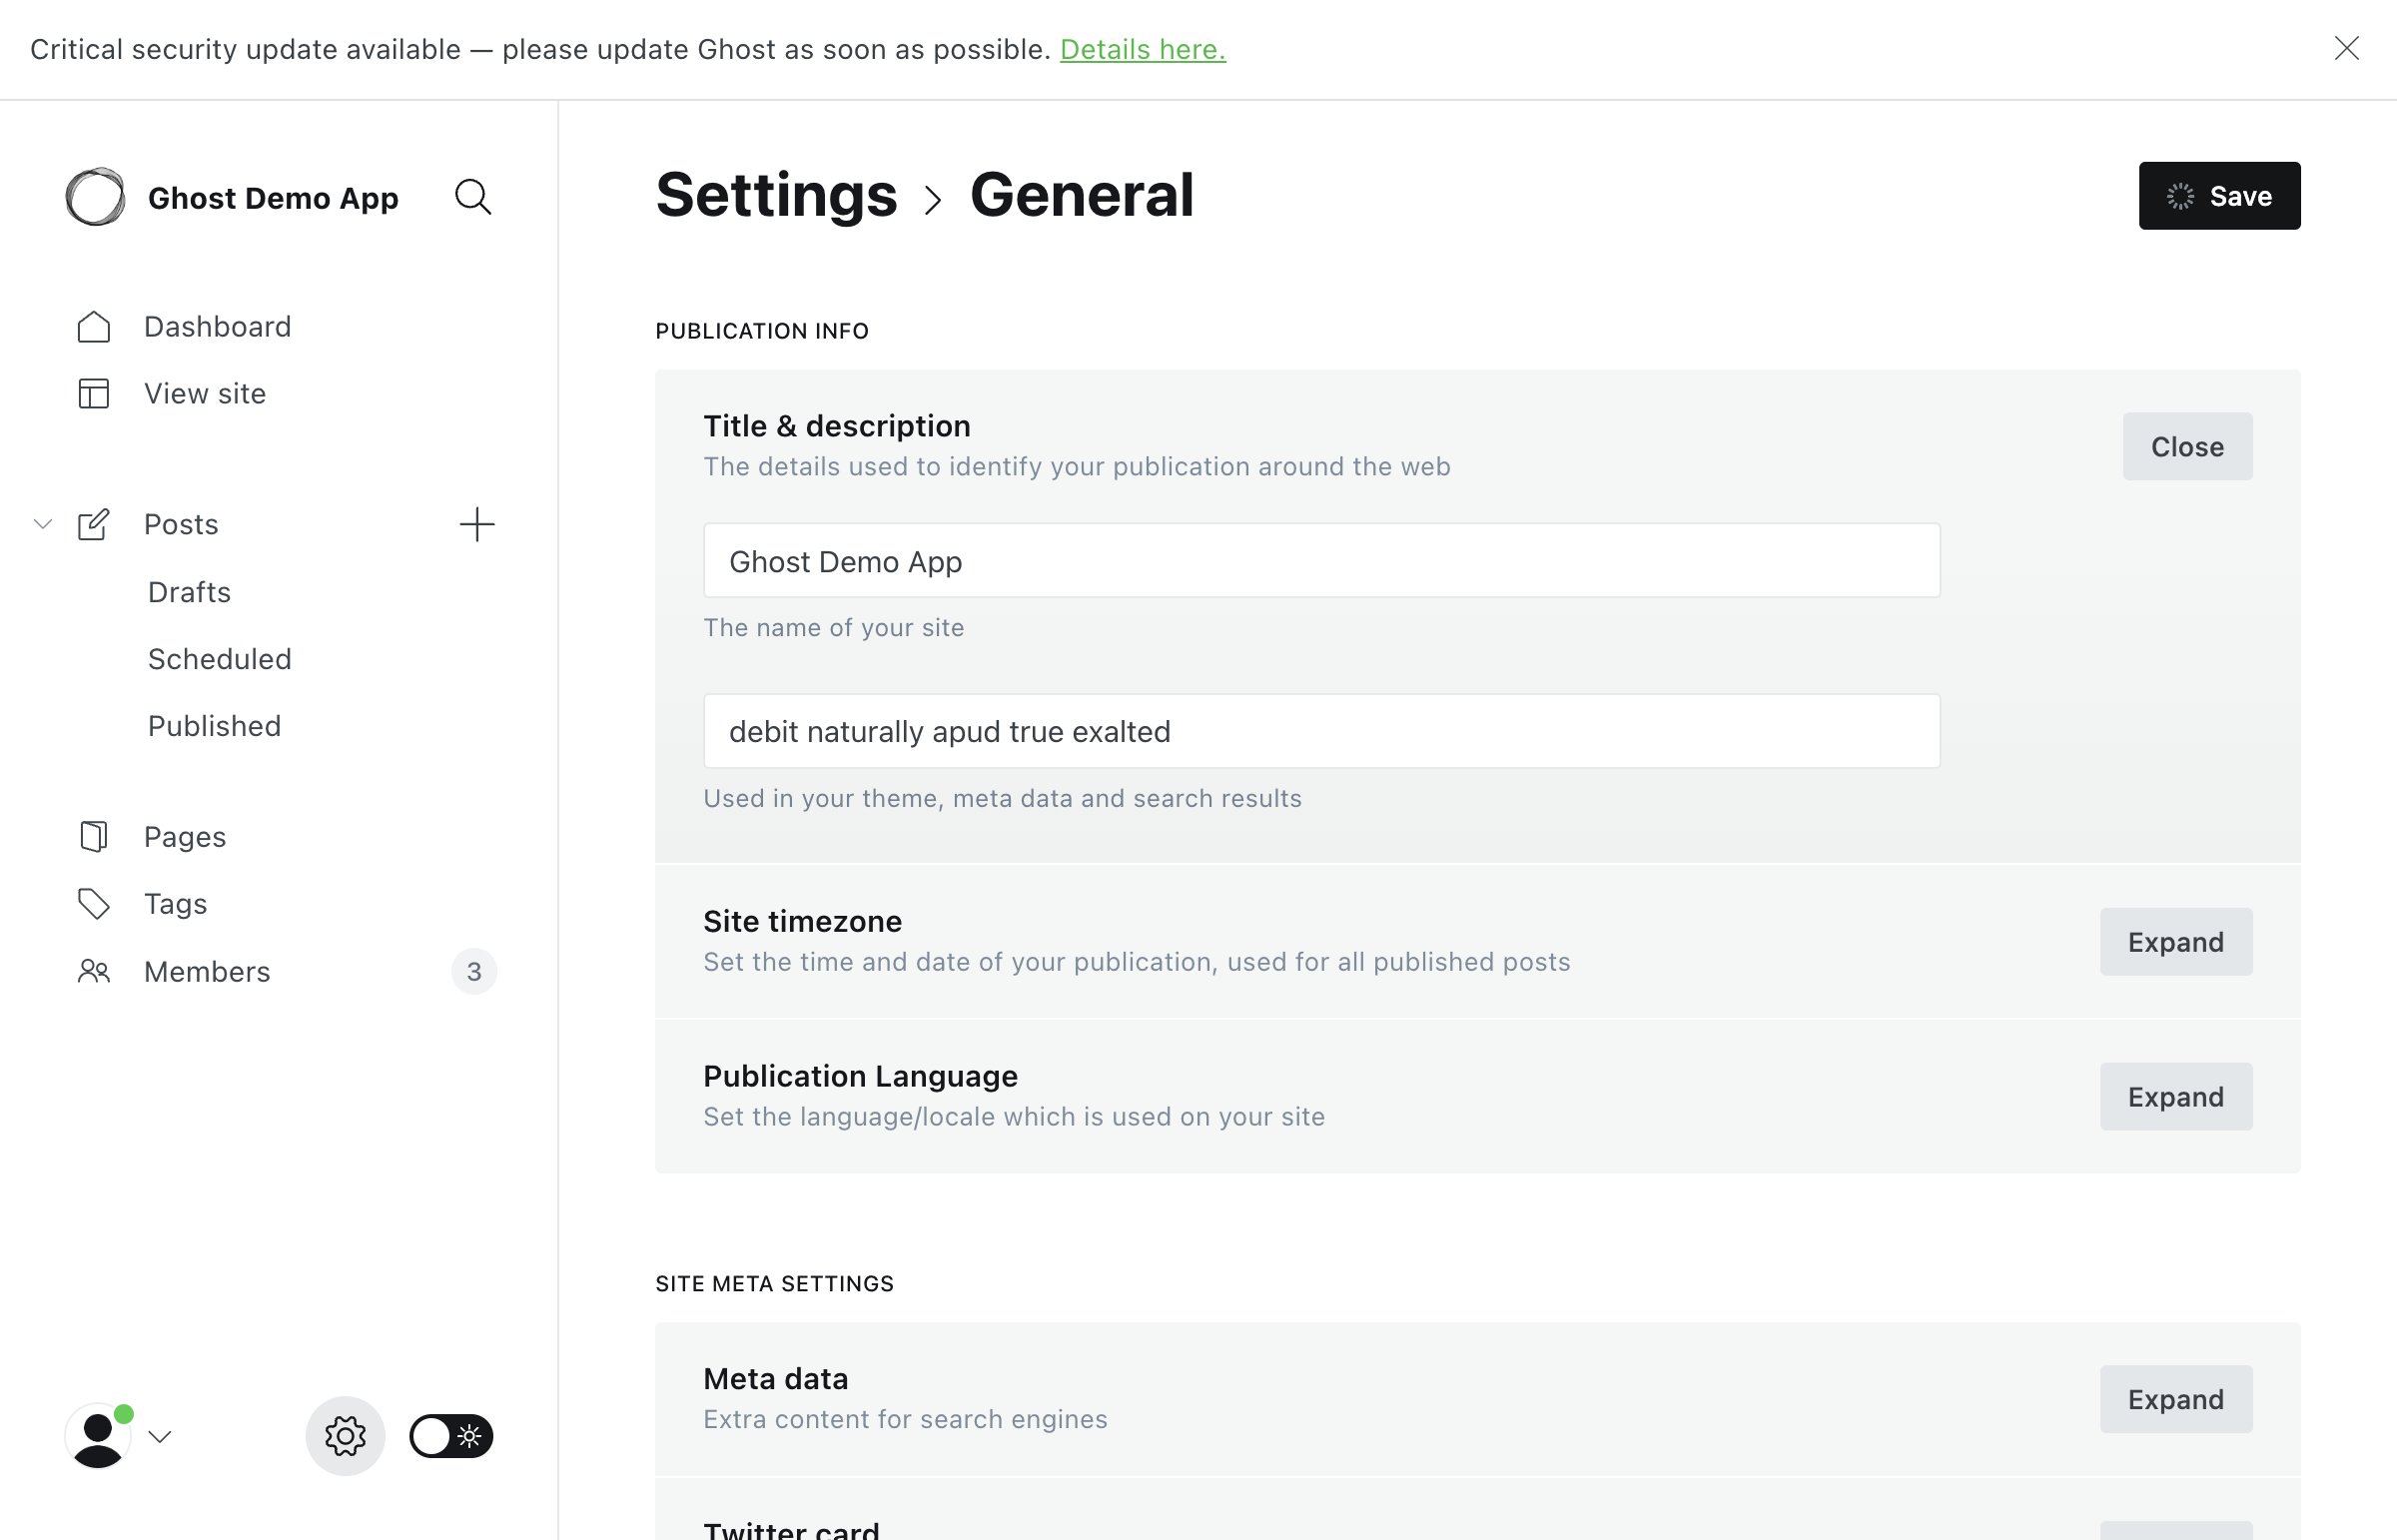 Critical security update available — please update Ghost as soon as possible. Details here.
Ghost Demo App
Dashboard
View site
Posts
Drafts
Scheduled
Published
Pages
Tags
Members 3
Settings > General
Save
PUBLICATION INFO
Title & description
The details used to identify your publication around the web
Close
Ghost Demo App
The name of your site
debit naturally apud true exalted
Used in your theme, meta data and search results
Site timezone
Set the time and date of your publication, used for all published posts
Expand
Publication Language
Set the language/locale which is used on your site
Expand
SITE META SETTINGS
Meta data
Extra content for search engines
Expand
Twitter card